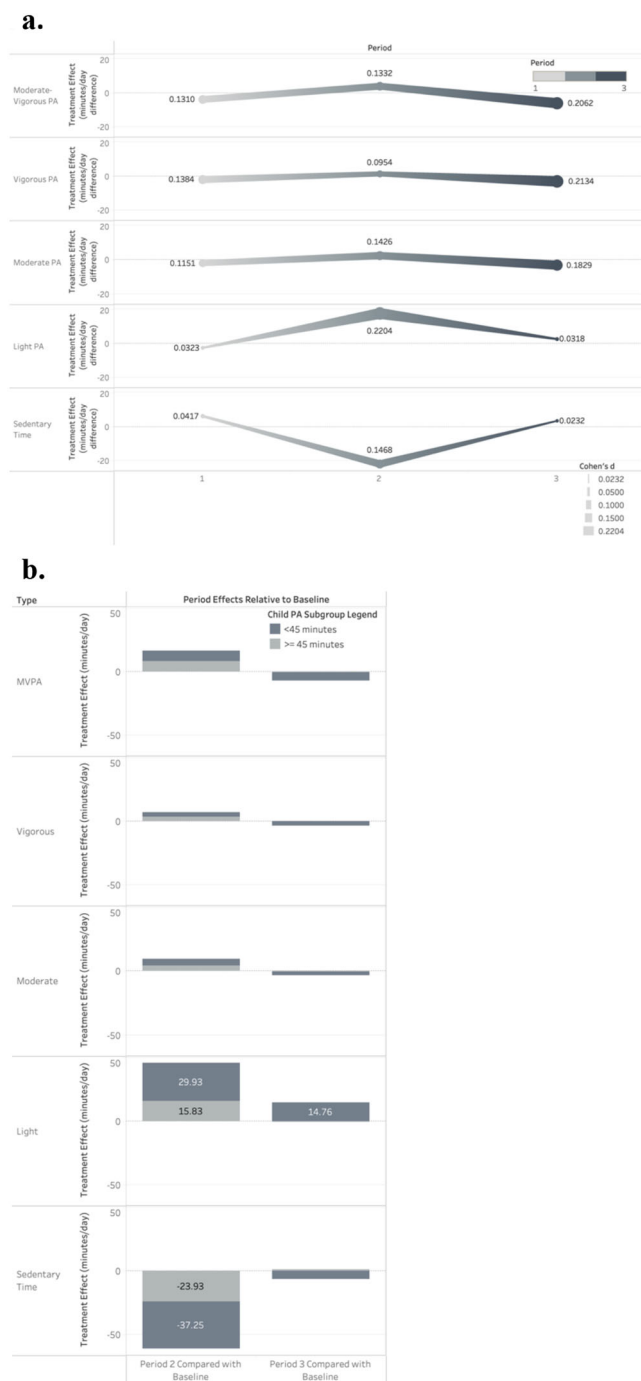 a.
Period
Moderate-
Vigorous PA
Treatment Effect
(minutes/day
difference)
20
0
-20
0.1310
0.1332
0.2062
Period
1
3
Vigorous PA
Treatment Effect
(minutes/day
difference)
20
0
-20
0.1384
0.0954
0.2134
Moderate PA
Treatment Effect
(minutes/day
difference)
20
0
-20
0.1151
0.1426
0.1829
Light PA
Treatment Effect
(minutes/day
difference)
20
0
-20
0.0323
0.2204
0.0318
Sedentary
Time
Treatment Effect
(minutes/day
difference)
20
0
-20
0.0417
0.1468
0.0232
1
2
3
Cohen's d
0.0232
0.0500
0.1000
0.1500
0.2204
b.
Type
Period Effects Relative to Baseline
Child PA Subgroup Legend
<45 minutes
>= 45 minutes
MVPA
Treatment Effect (minutes/day)
50
0
-50
Vigorous
Treatment Effect (minutes/day)
50
0
-50
Moderate
Treatment Effect (minutes/day)
50
0
-50
Light
Treatment Effect (minutes/day)
50
0
-50
29.93
15.83
14.76
Sedentary
Time
Treatment Effect (minutes/day)
50
0
-50
-23.93
-37.25
Period 2 Compared with
Baseline
Period 3 Compared with
Baseline